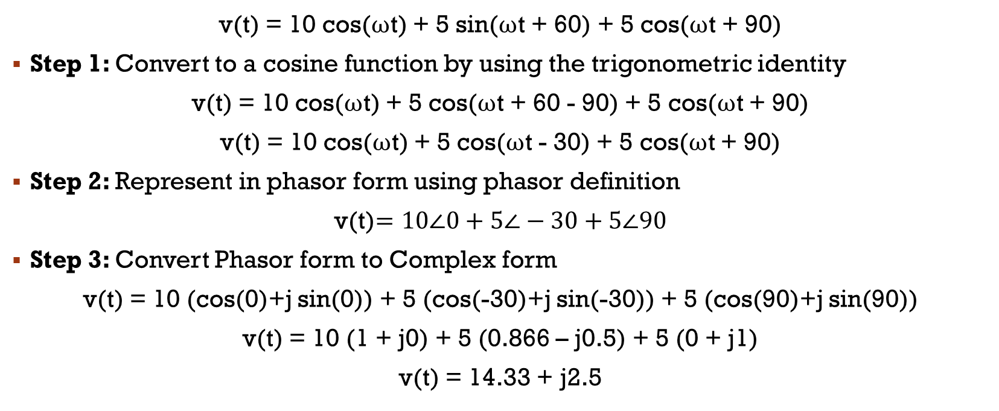 v(t) = 10 cos(ωt) + 5 sin(ωt + 60) + 5 cos(ωt + 90)
▪ Step 1: Convert to a cosine function by using the trigonometric identity
v(t) = 10 cos(ωt) + 5 cos(ωt + 60 - 90) + 5 cos(ωt + 90)
v(t) = 10 cos(ωt) + 5 cos(ωt - 30) + 5 cos(ωt + 90)
▪ Step 2: Represent in phasor form using phasor definition
v(t)= 10∠0 + 5∠ − 30 + 5∠90
▪ Step 3: Convert Phasor form to Complex form
v(t) = 10 (cos(0)+j sin(0)) + 5 (cos(-30)+j sin(-30)) + 5 (cos(90)+j sin(90))
v(t) = 10 (1 + j0) + 5 (0.866 – j0.5) + 5 (0 + j1)
v(t) = 14.33 + j2.5